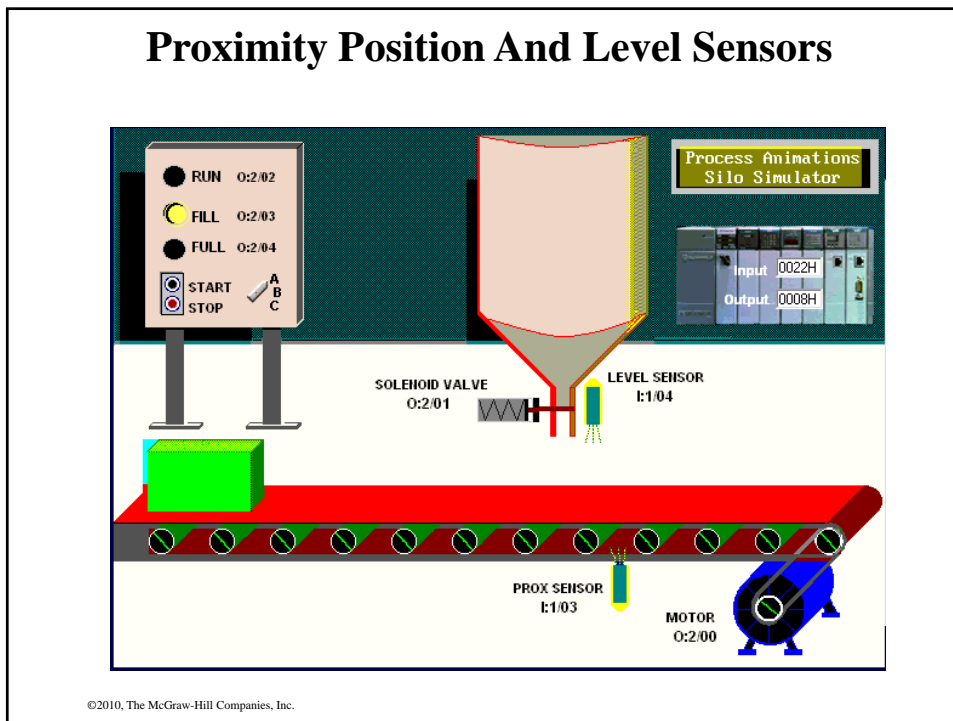 Proximity Position And Level Sensors
RUN O:2/02
FILL O:2/03
FULL O:2/04
START
STOP
A
B
C
Process Animations
Silo Simulator
Input 0022H
Output 0008H
SOLENOID VALVE
O:2/01
LEVEL SENSOR
I:1/04
PROX SENSOR
I:1/03
MOTOR
O:2/00
©2010, The McGraw-Hill Companies, Inc.